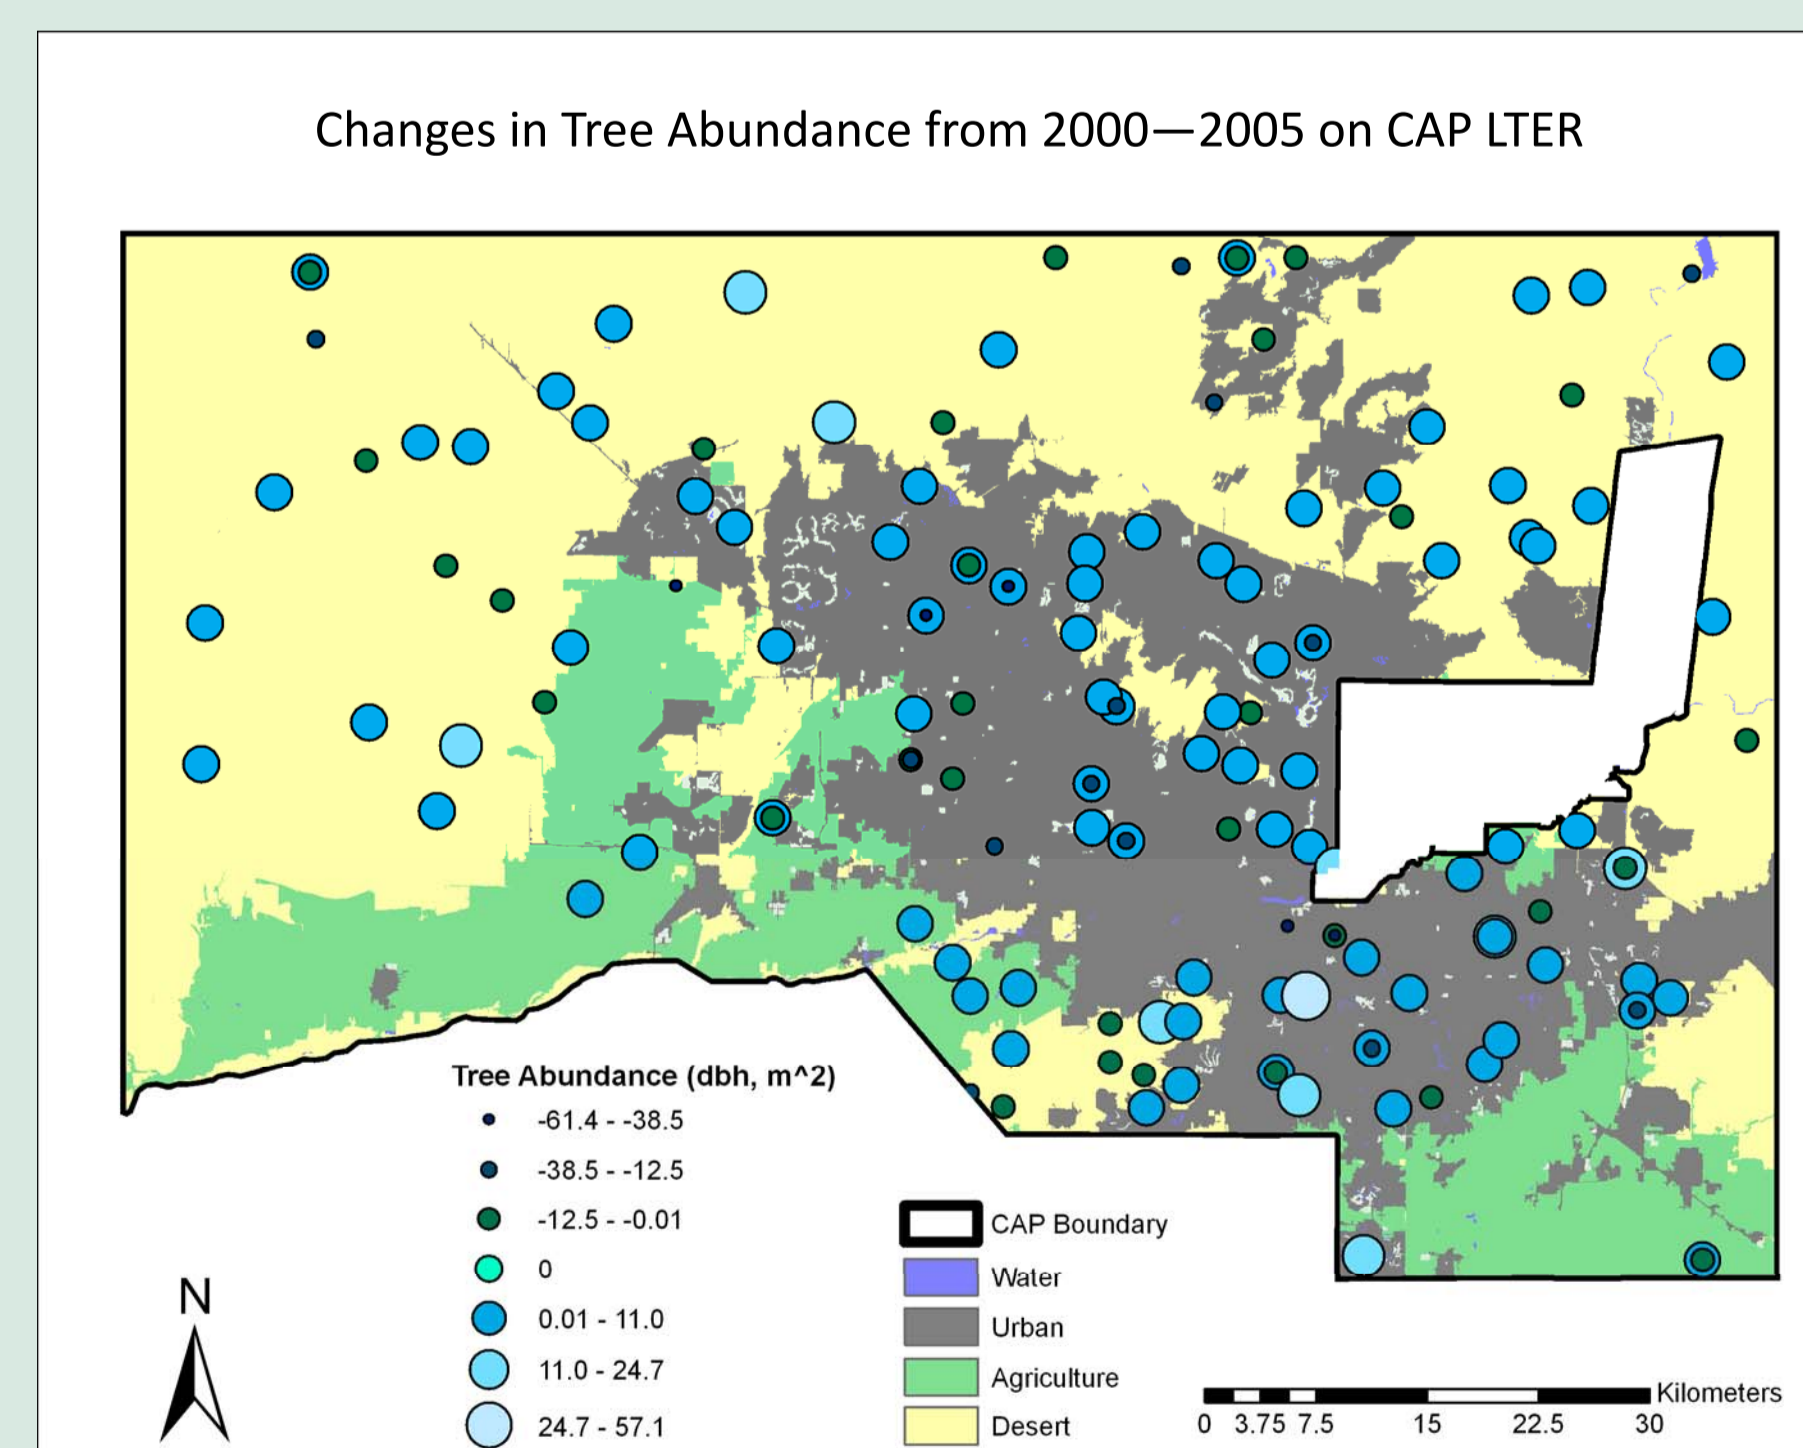 Changes in Tree Abundance from 2000—2005 on CAP LTER
Tree Abundance (dbh, m^2)
-61.4 - -38.5
-38.5 - -12.5
-12.5 - -0.01
0
0.01 - 11.0
11.0 - 24.7
24.7 - 57.1
N
CAP Boundary
Water
Urban
Agriculture
Desert
Kilometers
0 3.75 7.5 15 22.5 30